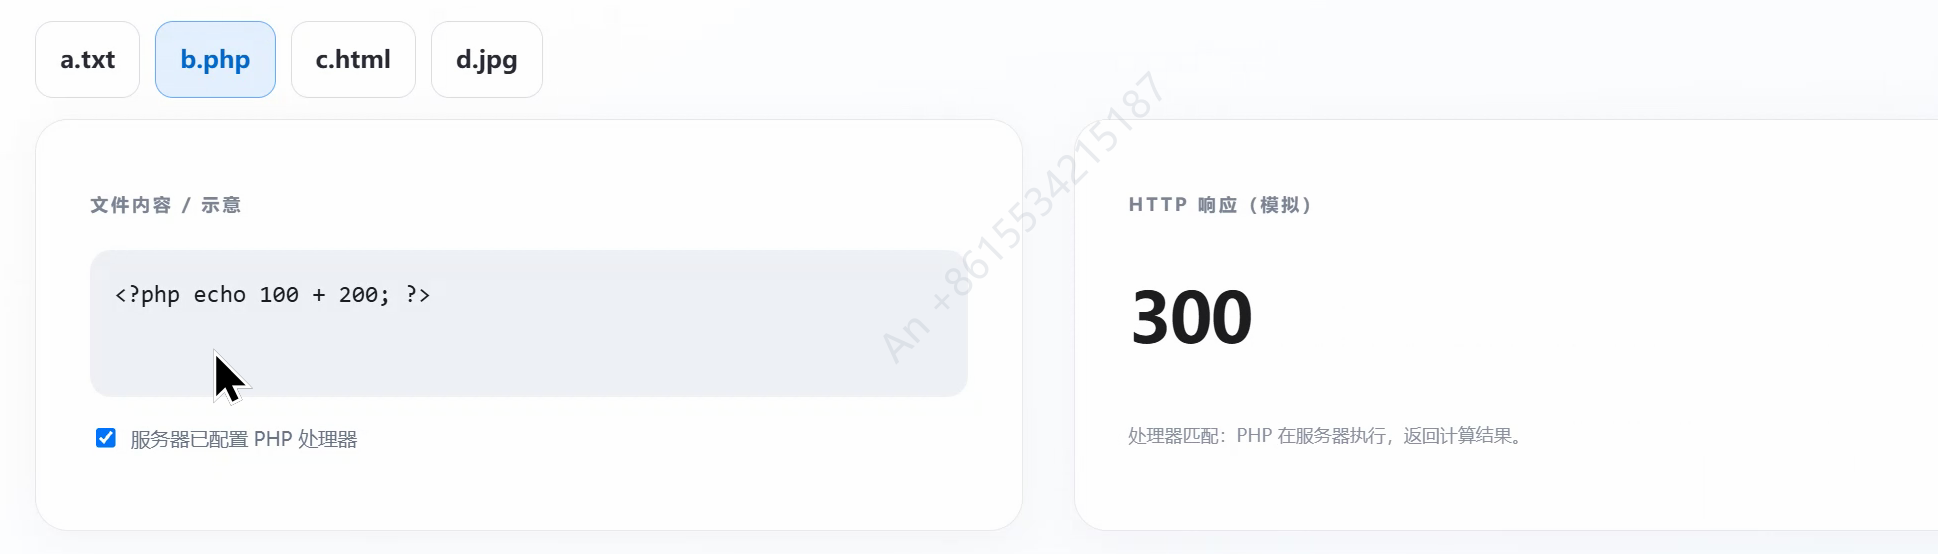 a.txt
b.php
c.html
d.jpg
文件内容 / 示意
<?php echo 100 + 200; ?>
服务器已配置 PHP 处理器
HTTP 响应（模拟）
300
处理器匹配：PHP 在服务器执行，返回计算结果。
An +8615534215187